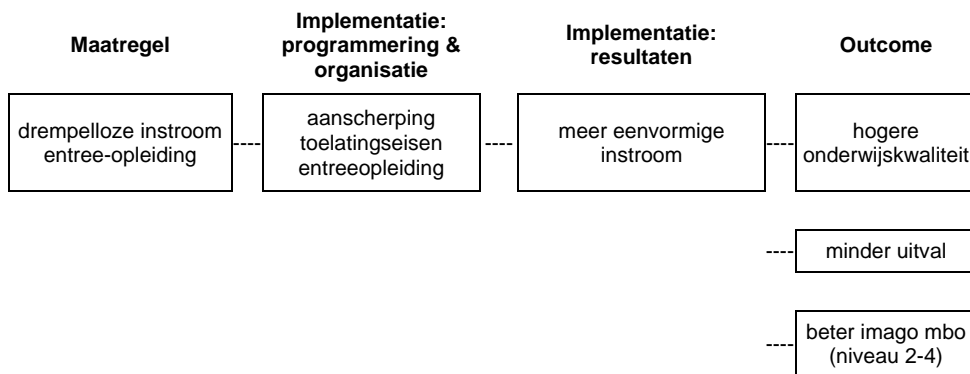 Maatregel
Implementatie:
programmering &
organisatie
Implementatie:
resultaten
Outcome
drempelloze instroom
entree-opleiding
----
aanscherping
toelatingseisen
entreeopleiding
----
meer eenvormige
instroom
----
hogere
onderwijskwaliteit
----
minder uitval
----
beter imago mbo
(niveau 2-4)